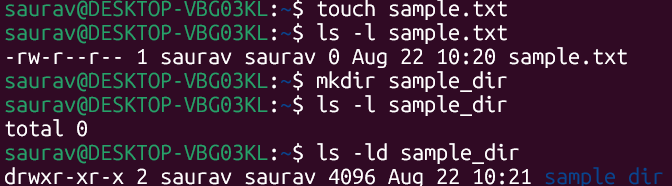 saurav@DESKTOP-VBG03KL:~$ touch sample.txt
saurav@DESKTOP-VBG03KL:~$ ls -l sample.txt
-rw-r--r-- 1 saurav saurav 0 Aug 22 10:20 sample.txt
saurav@DESKTOP-VBG03KL:~$ mkdir sample_dir
saurav@DESKTOP-VBG03KL:~$ ls -l sample_dir
total 0
saurav@DESKTOP-VBG03KL:~$ ls -ld sample_dir
drwxr-xr-x 2 saurav saurav 4096 Aug 22 10:21 sample_dir